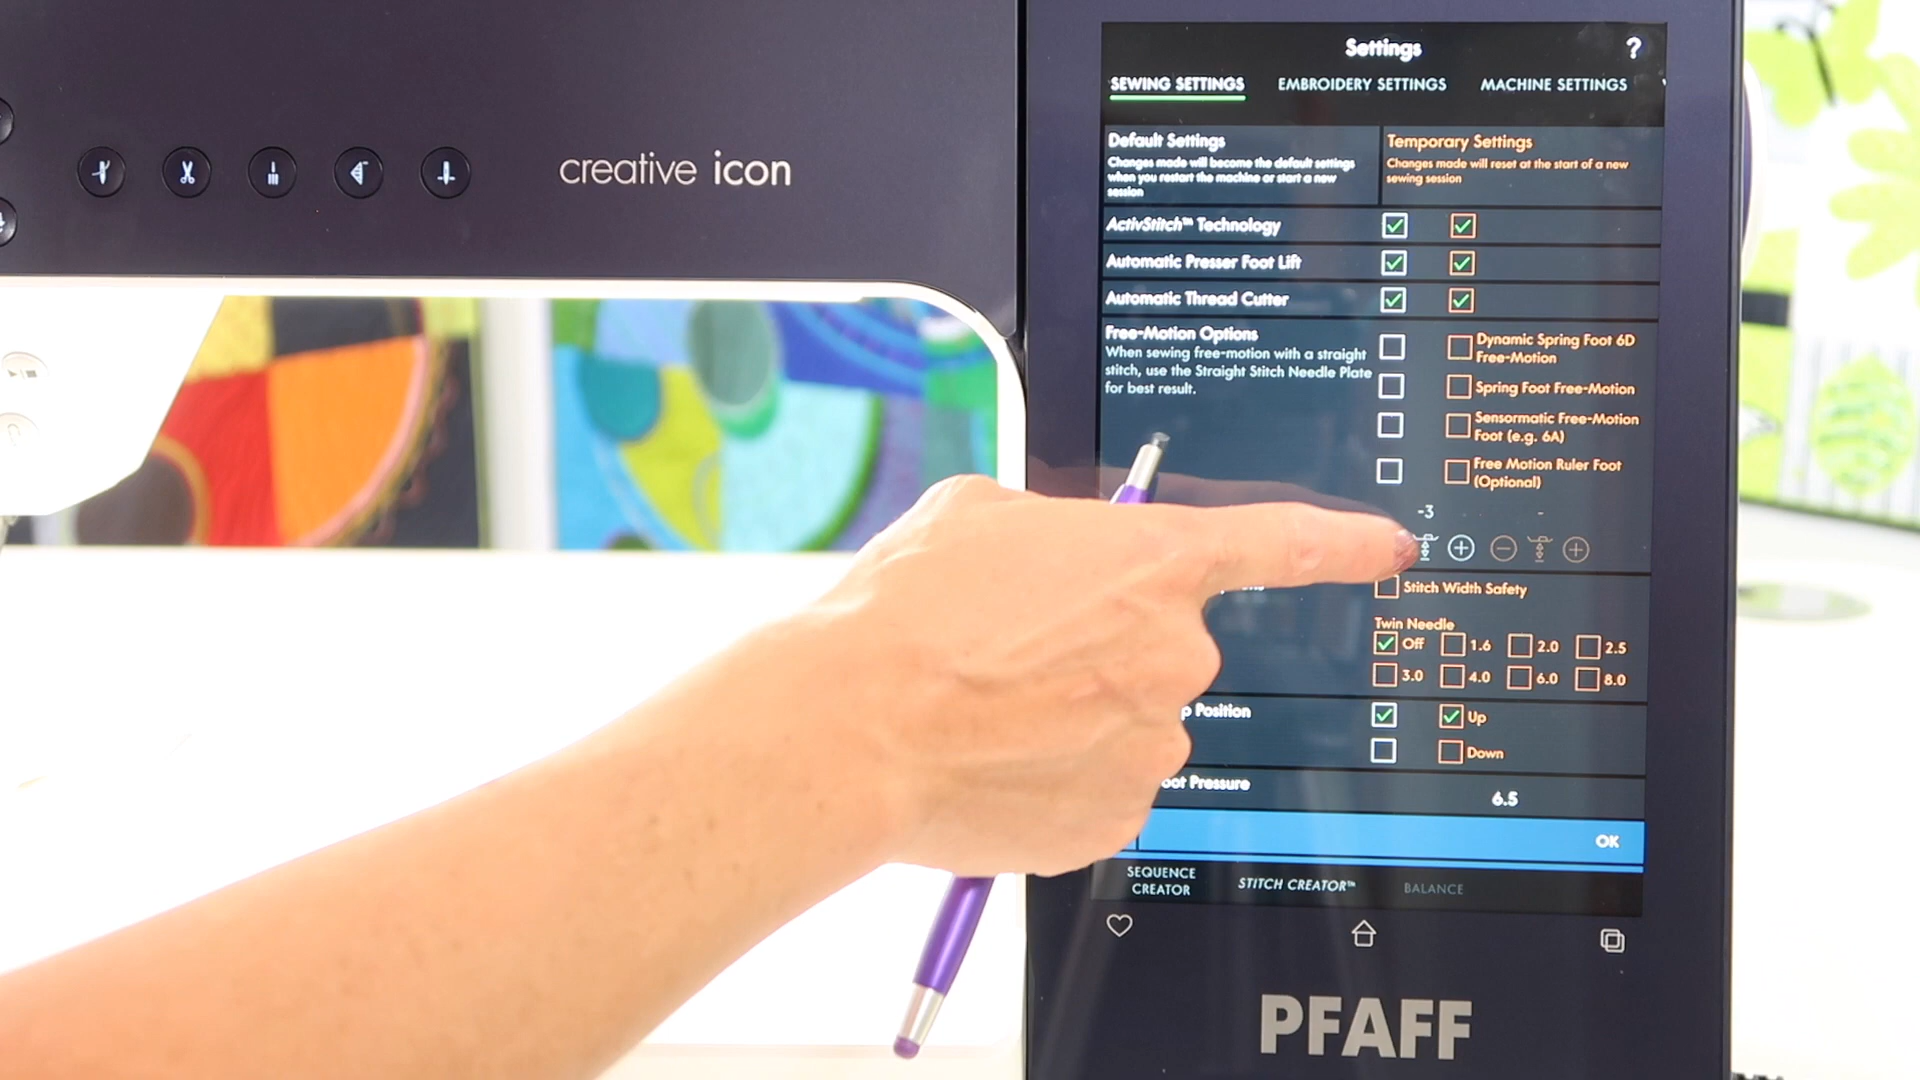 creative icon
Settings
?
SEWING SETTINGS
EMBROIDERY SETTINGS
MACHINE SETTINGS
Default Settings
Changes made will become the default settings
when you restart the machine or start a new
session
Temporary Settings
Changes made will reset at the start of a new
sewing session
ActivStitch™ Technology
Automatic Presser Foot Lift
Automatic Thread Cutter
Free-Motion Options
When sewing free-motion with a straight
stitch, use the Straight Stitch Needle Plate
for best result.
Dynamic Spring Foot 6D
Free-Motion
Spring Foot Free-Motion
Sensormatic Free-Motion
Foot (e.g. 6A)
Free Motion Ruler Foot
(Optional)
-3
-
Stitch Width Safety
Twin Needle
Off
1.6
2.0
2.5
3.0
4.0
6.0
8.0
Position
Up
Down
Pressure
6.5
OK
SEQUENCE
CREATOR
STITCH CREATOR™
BALANCE
PFAFF